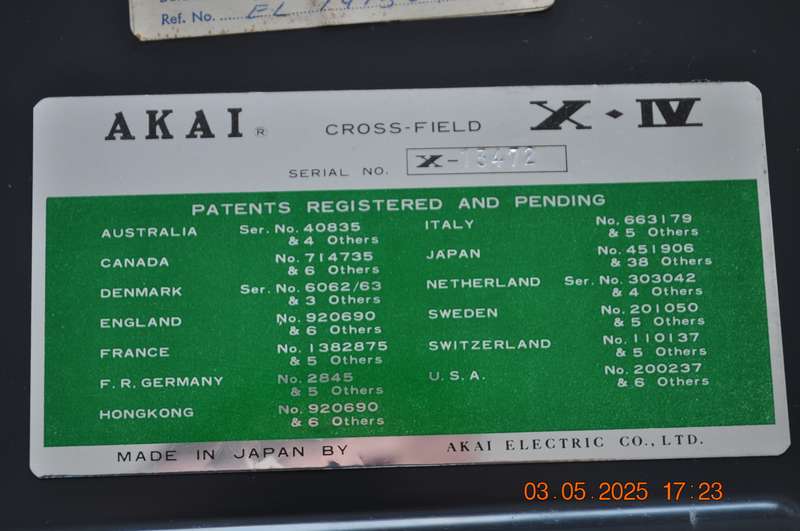 Ref. No. EL
AKAI ® CROSS-FIELD X·IV
SERIAL NO. X-13472
PATENTS REGISTERED AND PENDING
AUSTRALIA Ser. No. 40835
& 4 Others
CANADA No. 714735
& 6 Others
DENMARK Ser. No. 6062/63
& 3 Others
ENGLAND No. 920690
& 6 Others
FRANCE No. 1382875
& 5 Others
F. R. GERMANY No. 2845
& 5 Others
HONGKONG No. 920690
& 6 Others
ITALY No. 663179
& 5 Others
JAPAN No. 451906
& 38 Others
NETHERLAND Ser. No. 303042
& 4 Others
SWEDEN No. 201050
& 5 Others
SWITZERLAND No. 110137
& 5 Others
U. S. A. No. 200237
& 6 Others
MADE IN JAPAN BY AKAI ELECTRIC CO., LTD.
03.05.2025 17:23